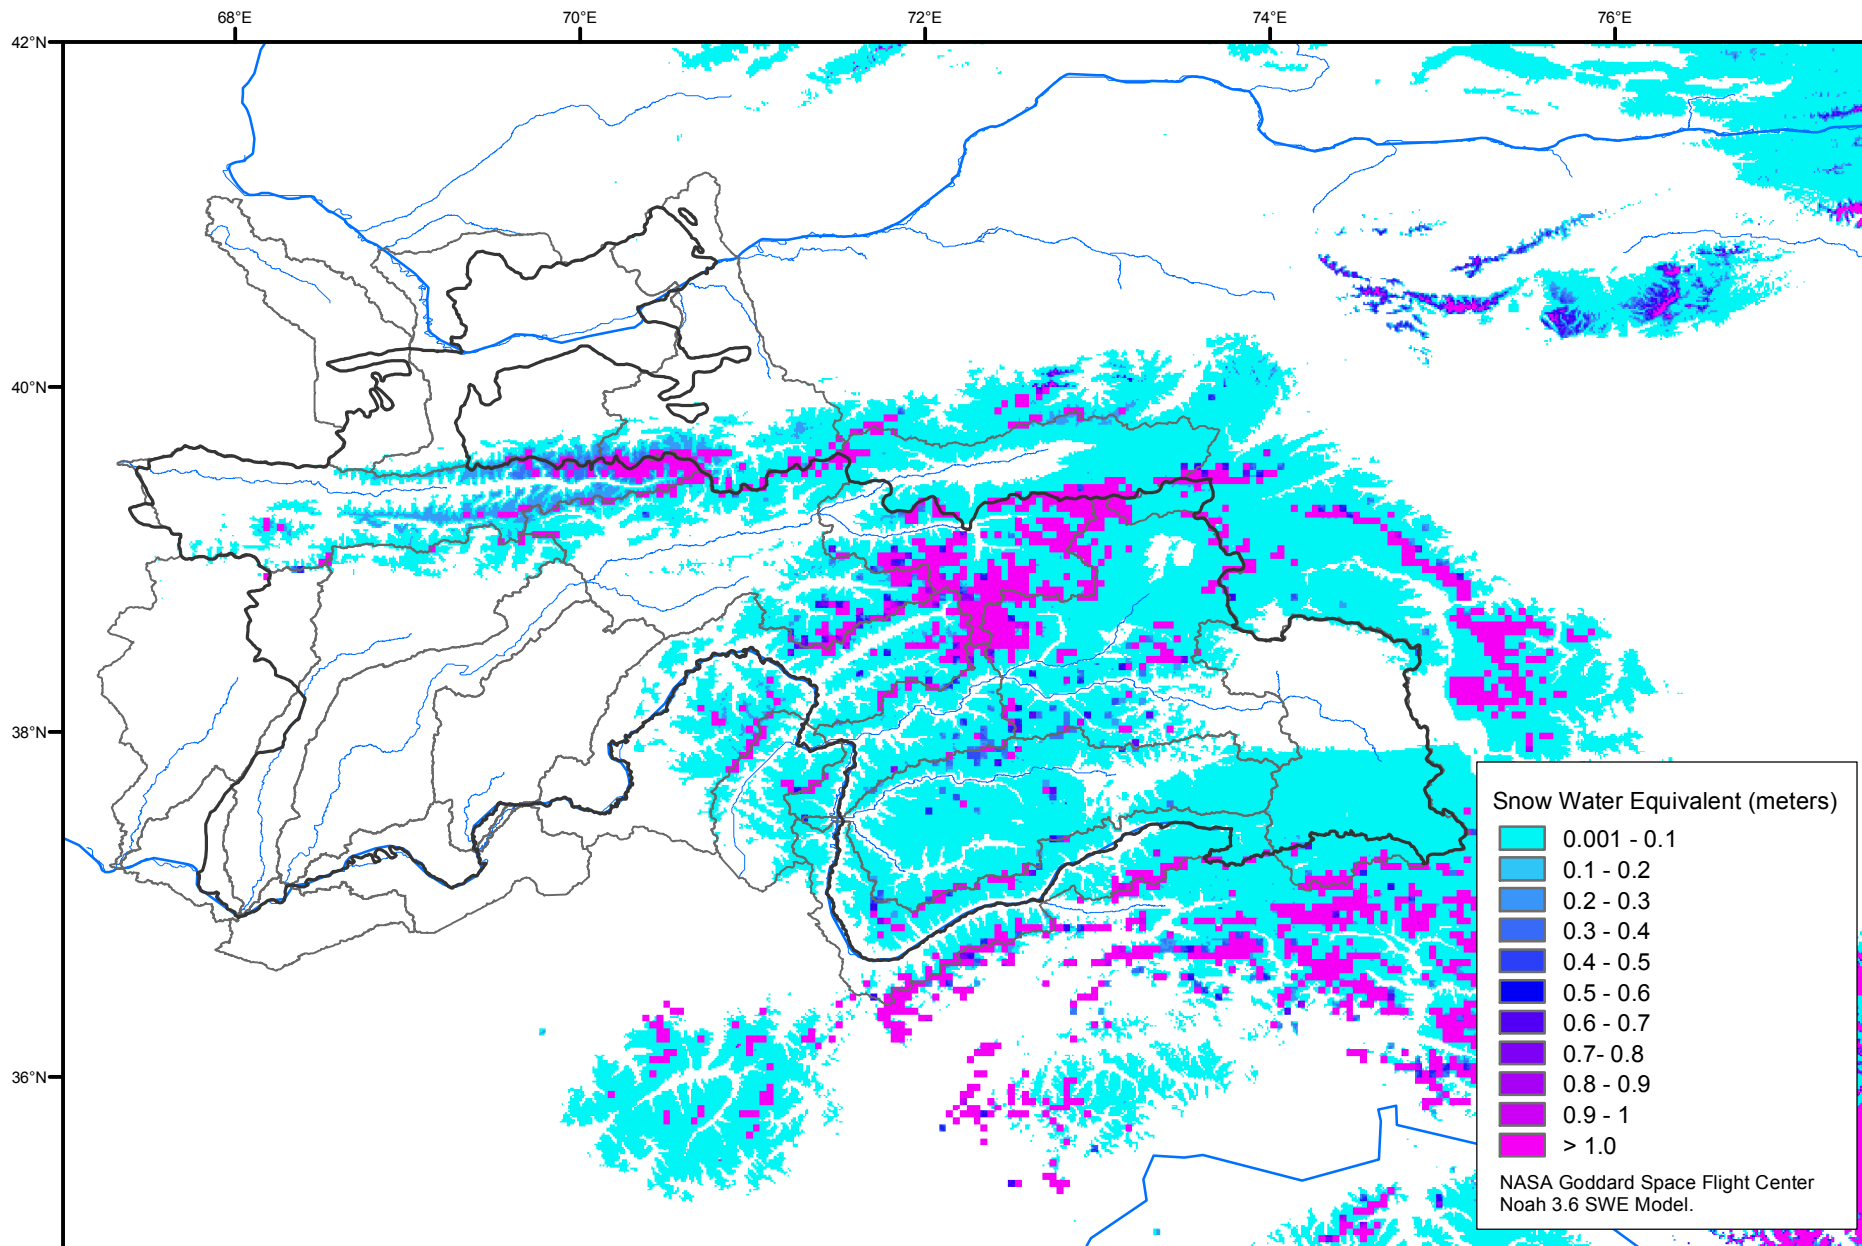 68°E 70°E 72°E 74°E 76°E
42°N
40°N
38°N
36°N
Snow Water Equivalent (meters)
0.001 - 0.1
0.1 - 0.2
0.2 - 0.3
0.3 - 0.4
0.4 - 0.5
0.5 - 0.6
0.6 - 0.7
0.7- 0.8
0.8 - 0.9
0.9 - 1
> 1.0
NASA Goddard Space Flight Center
Noah 3.6 SWE Model.